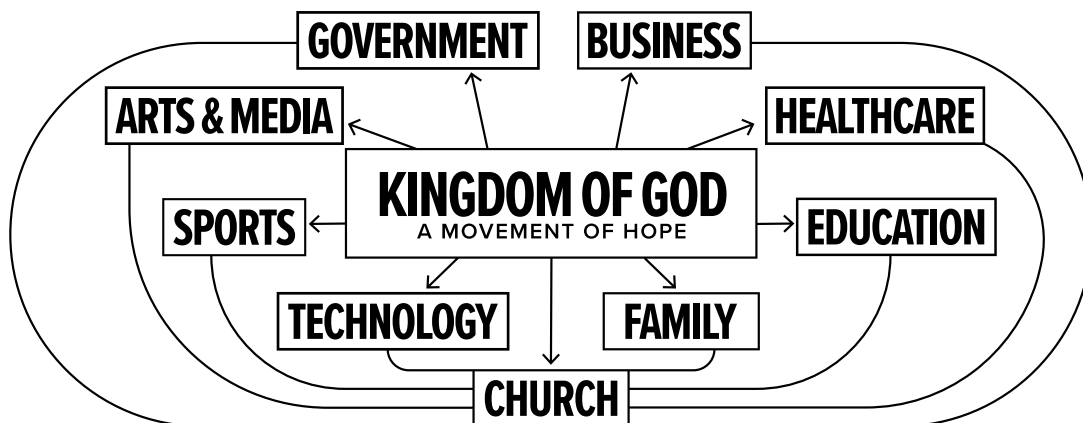 GOVERNMENT
BUSINESS
ARTS & MEDIA
HEALTHCARE
KINGDOM OF GOD
A MOVEMENT OF HOPE
SPORTS
EDUCATION
TECHNOLOGY
FAMILY
CHURCH